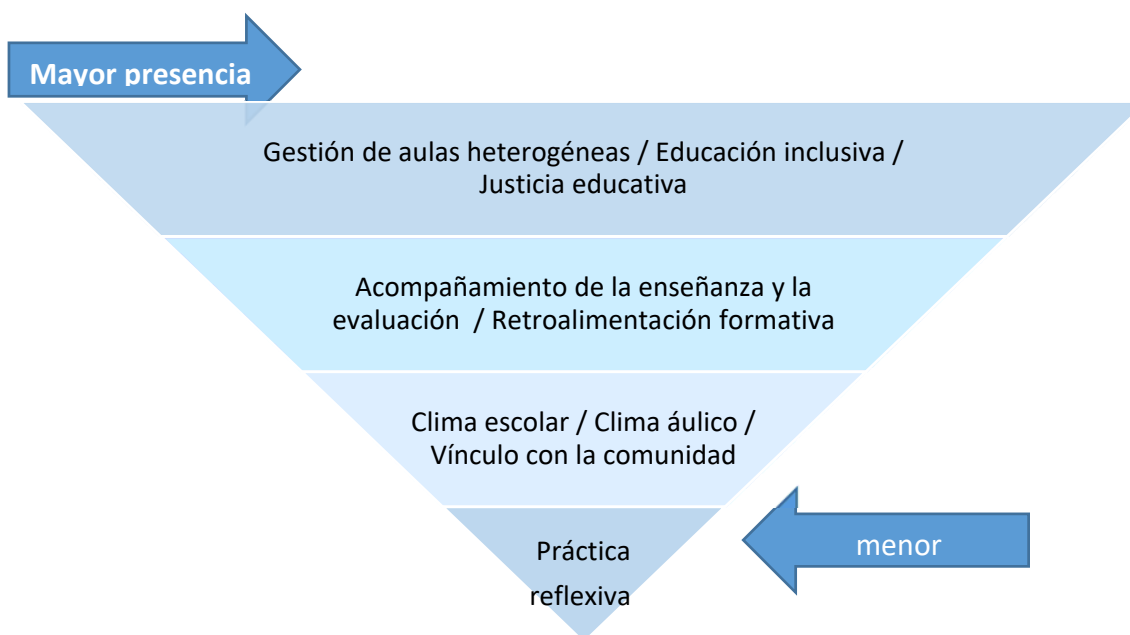 Mayor presencia
Gestión de aulas heterogéneas / Educación inclusiva /
Justicia educativa
Acompañamiento de la enseñanza y la
evaluación / Retroalimentación formativa
Clima escolar / Clima áulico /
Vínculo con la comunidad
Práctica
reflexiva
menor